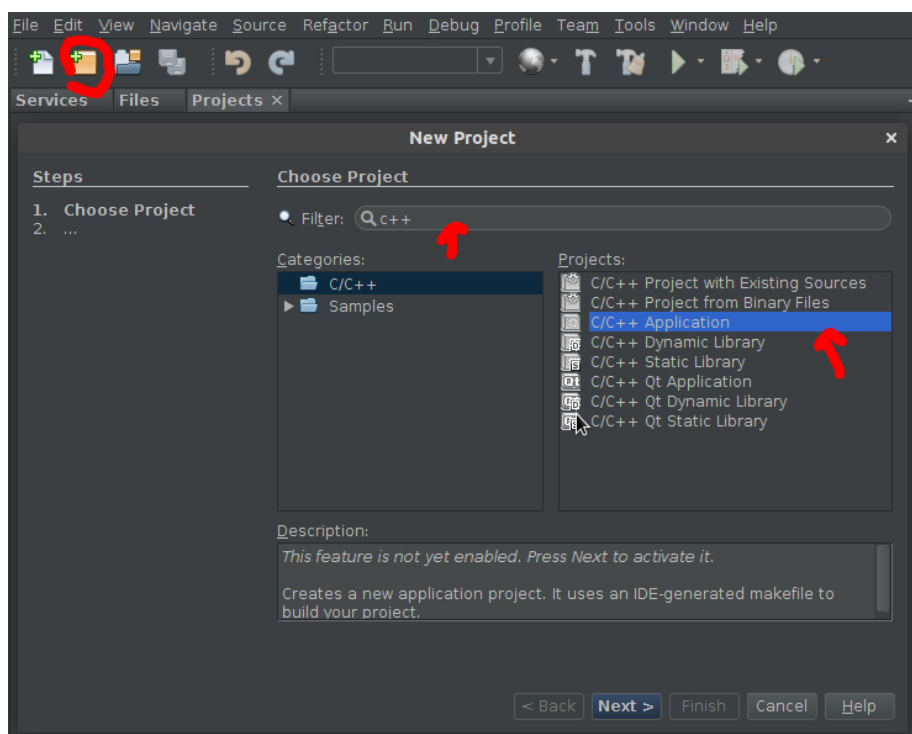 File Edit View Navigate Source Refactor Run Debug Profile Team Tools Window Help
Services Files Projects ×
New Project ×
Steps
1. Choose Project
2. ...
Choose Project
Filter: c++
Categories:
C/C++
Samples
Projects:
C/C++ Project with Existing Sources
C/C++ Project from Binary Files
C/C++ Application
C/C++ Dynamic Library
C/C++ Static Library
C/C++ Qt Application
C/C++ Qt Dynamic Library
C/C++ Qt Static Library
Description:
This feature is not yet enabled. Press Next to activate it.
Creates a new application project. It uses an IDE-generated makefile to
build your project.
< Back Next > Finish Cancel Help